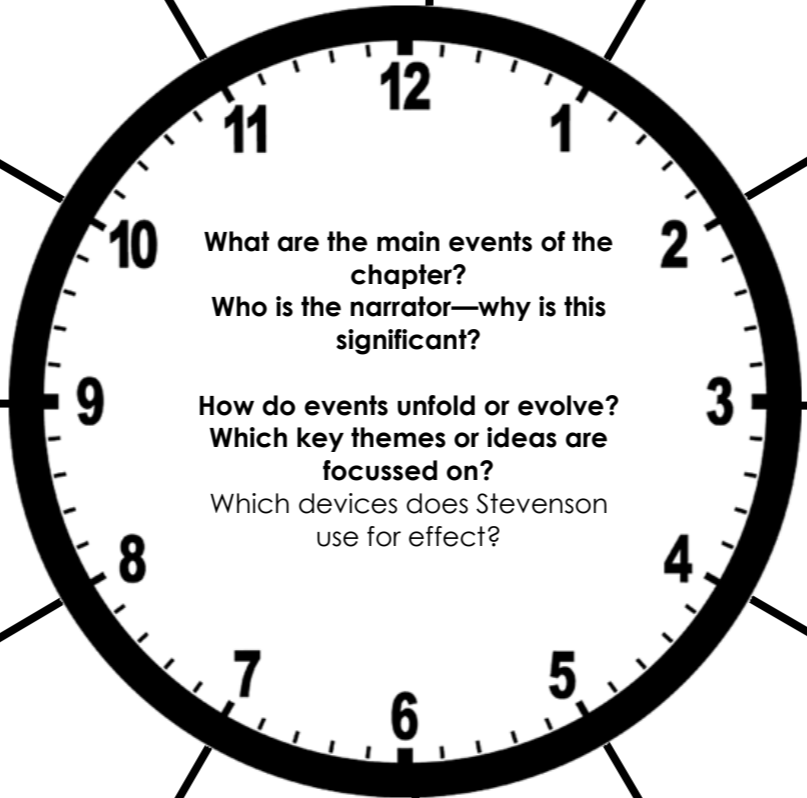 12
11
1
10
2
What are the main events of the
chapter?
Who is the narrator—why is this
significant?
9
3
How do events unfold or evolve?
Which key themes or ideas are
focussed on?
Which devices does Stevenson
use for effect?
8
4
7
5
6